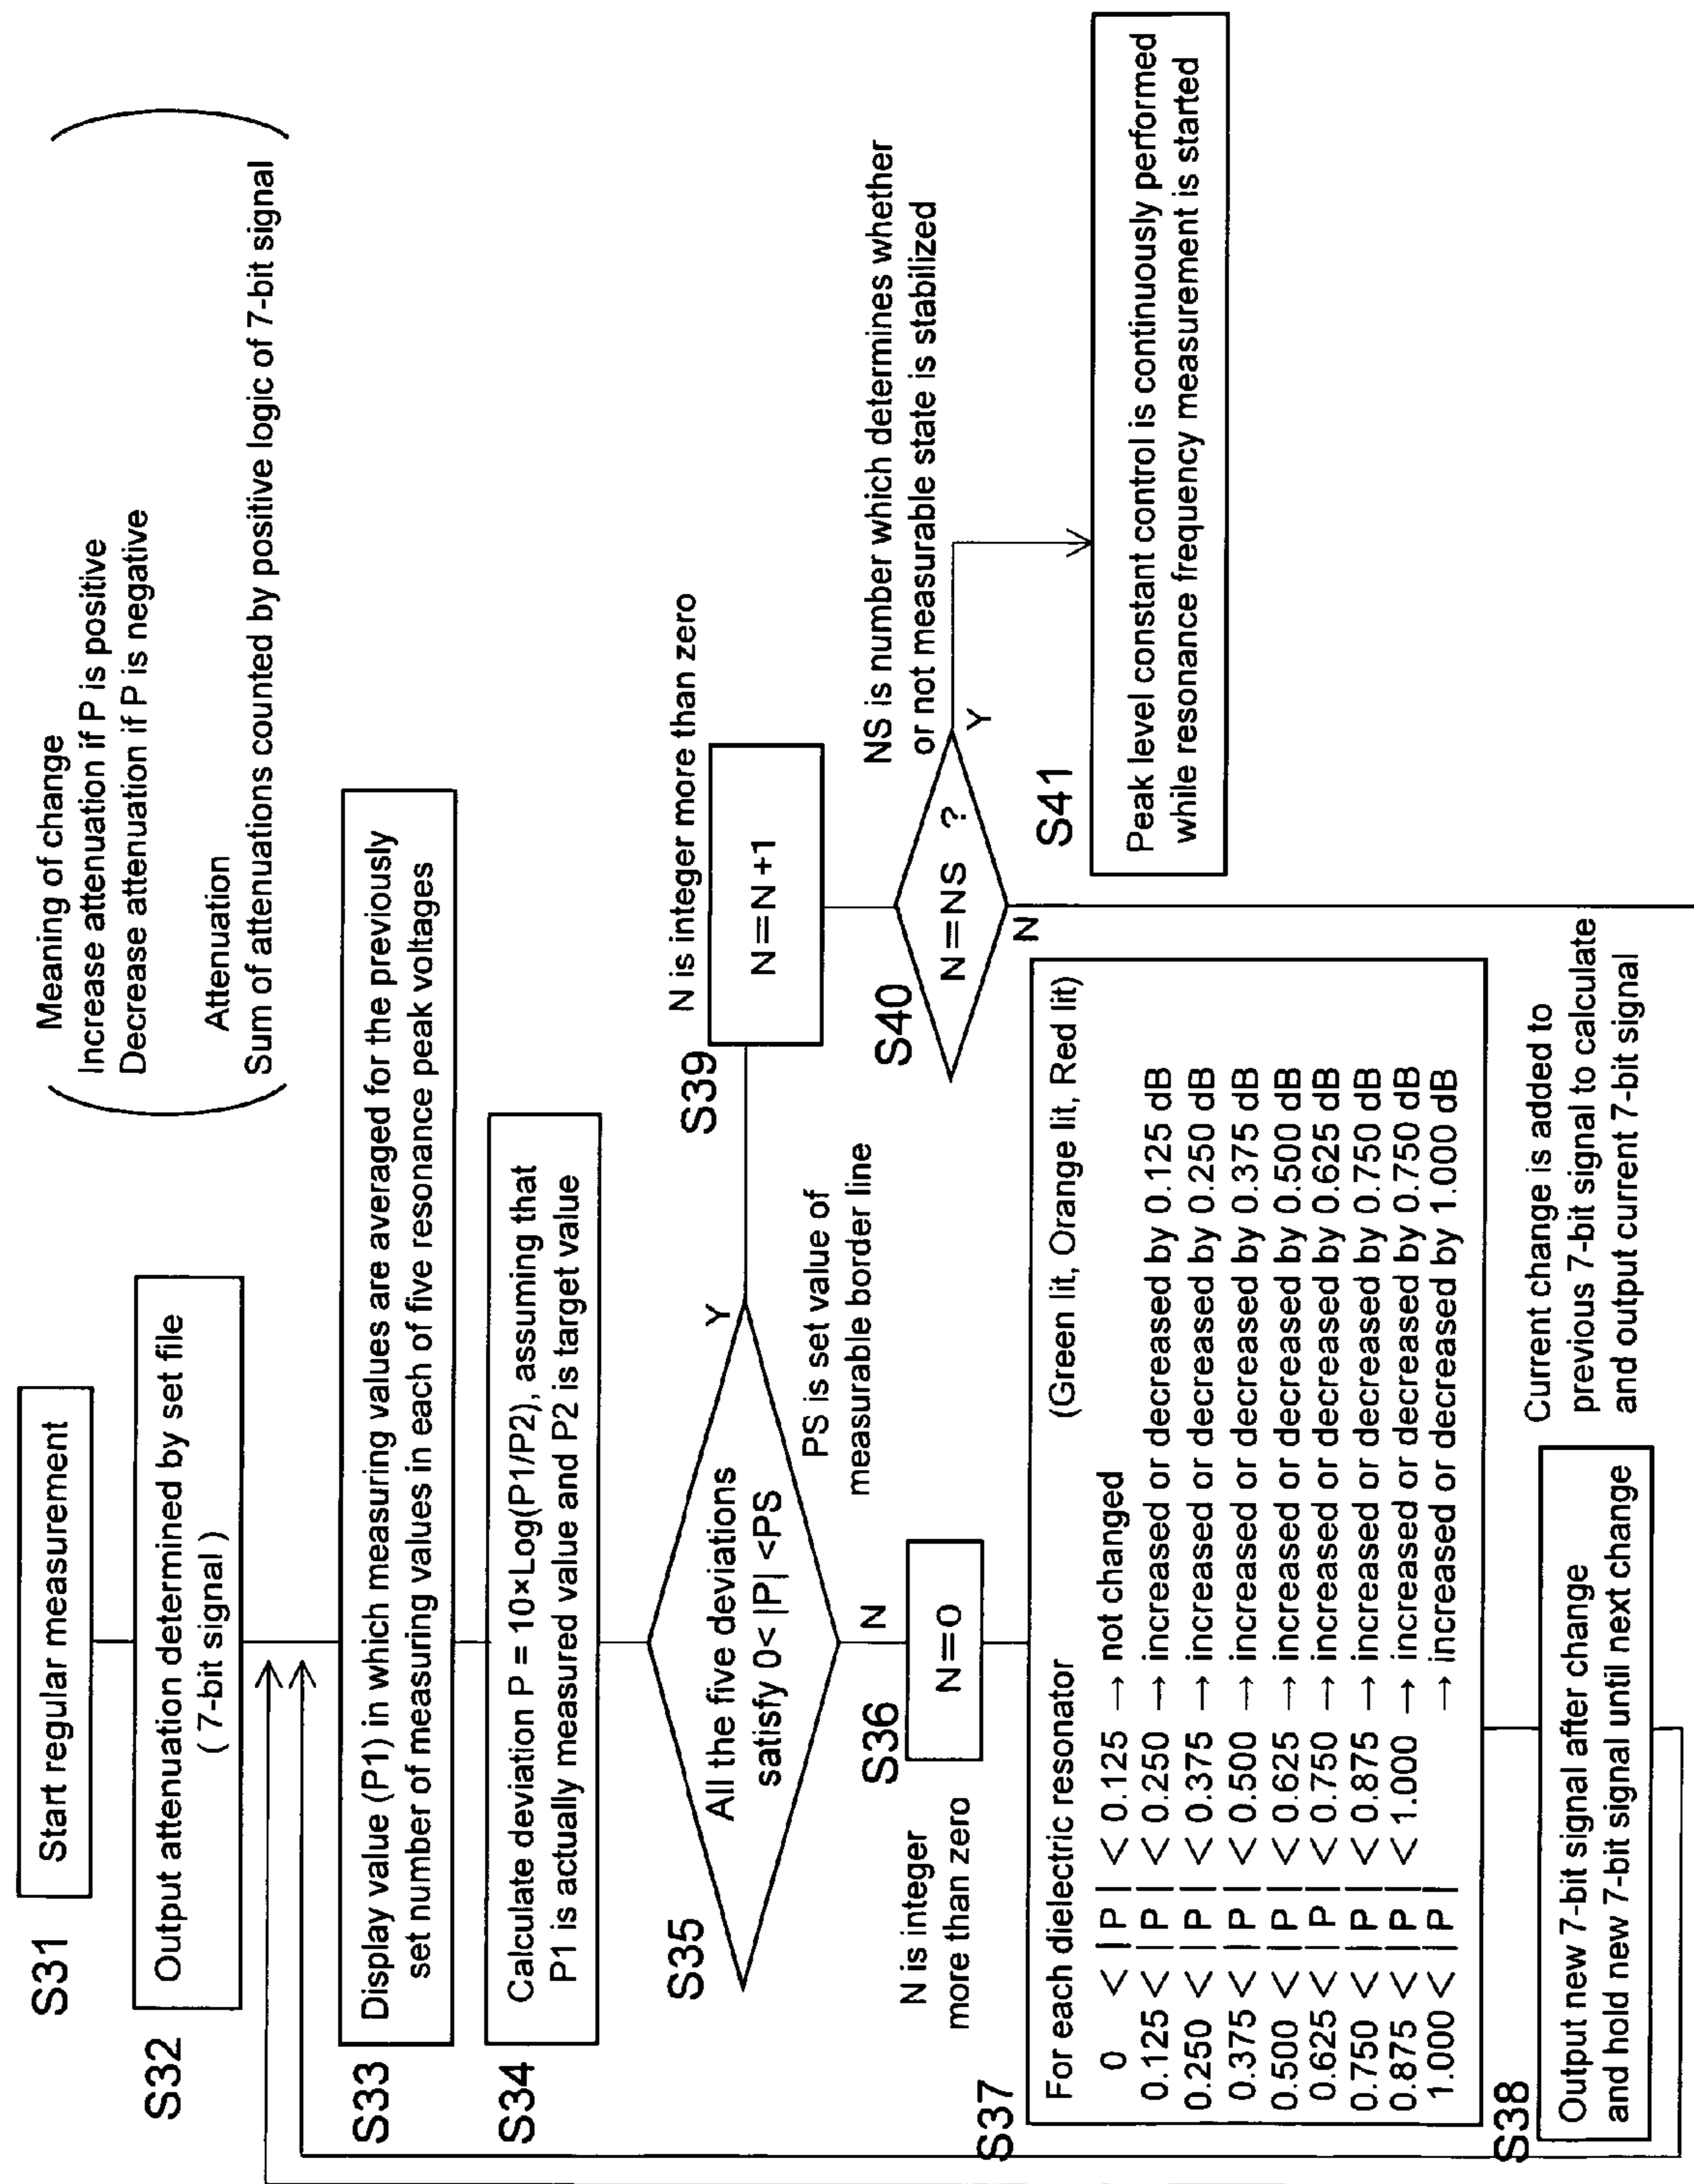 Meaning of change
Increase attenuation if P is positive
Decrease attenuation if P is negative
Attenuation
Sum of attenuations counted by positive logic of 7-bit signal
S31
Start regular measurement
S32
Output attenuation determined by set file
( 7-bit signal )
S33
Display value (P1) in which measuring values are averaged for the previously
set number of measuring values in each of five resonance peak voltages
S34
Calculate deviation P = 10×Log(P1/P2), assuming that
P1 is actually measured value and P2 is target value
S35
All the five deviations
satisfy 0< |P| <PS
Y
N
PS is set value of
measurable border line
S39
N is integer more than zero
N=N+1
S40
N=NS ?
Y
N
NS is number which determines whether
or not measurable state is stabilized
S41
Peak level constant control is continuously performed
while resonance frequency measurement is started
S36
N=0
N is integer
more than zero
S37
For each dielectric resonator (Green lit, Orange lit, Red lit)
0 < |P| < 0.125 → not changed
0.125 < |P| < 0.250 → increased or decreased by 0.125 dB
0.250 < |P| < 0.375 → increased or decreased by 0.250 dB
0.375 < |P| < 0.500 → increased or decreased by 0.375 dB
0.500 < |P| < 0.625 → increased or decreased by 0.500 dB
0.625 < |P| < 0.750 → increased or decreased by 0.625 dB
0.750 < |P| < 0.875 → increased or decreased by 0.750 dB
0.875 < |P| < 1.000 → increased or decreased by 0.750 dB
1.000 < |P| → increased or decreased by 1.000 dB
S38
Output new 7-bit signal after change
and hold new 7-bit signal until next change
Current change is added to
previous 7-bit signal to calculate
and output current 7-bit signal